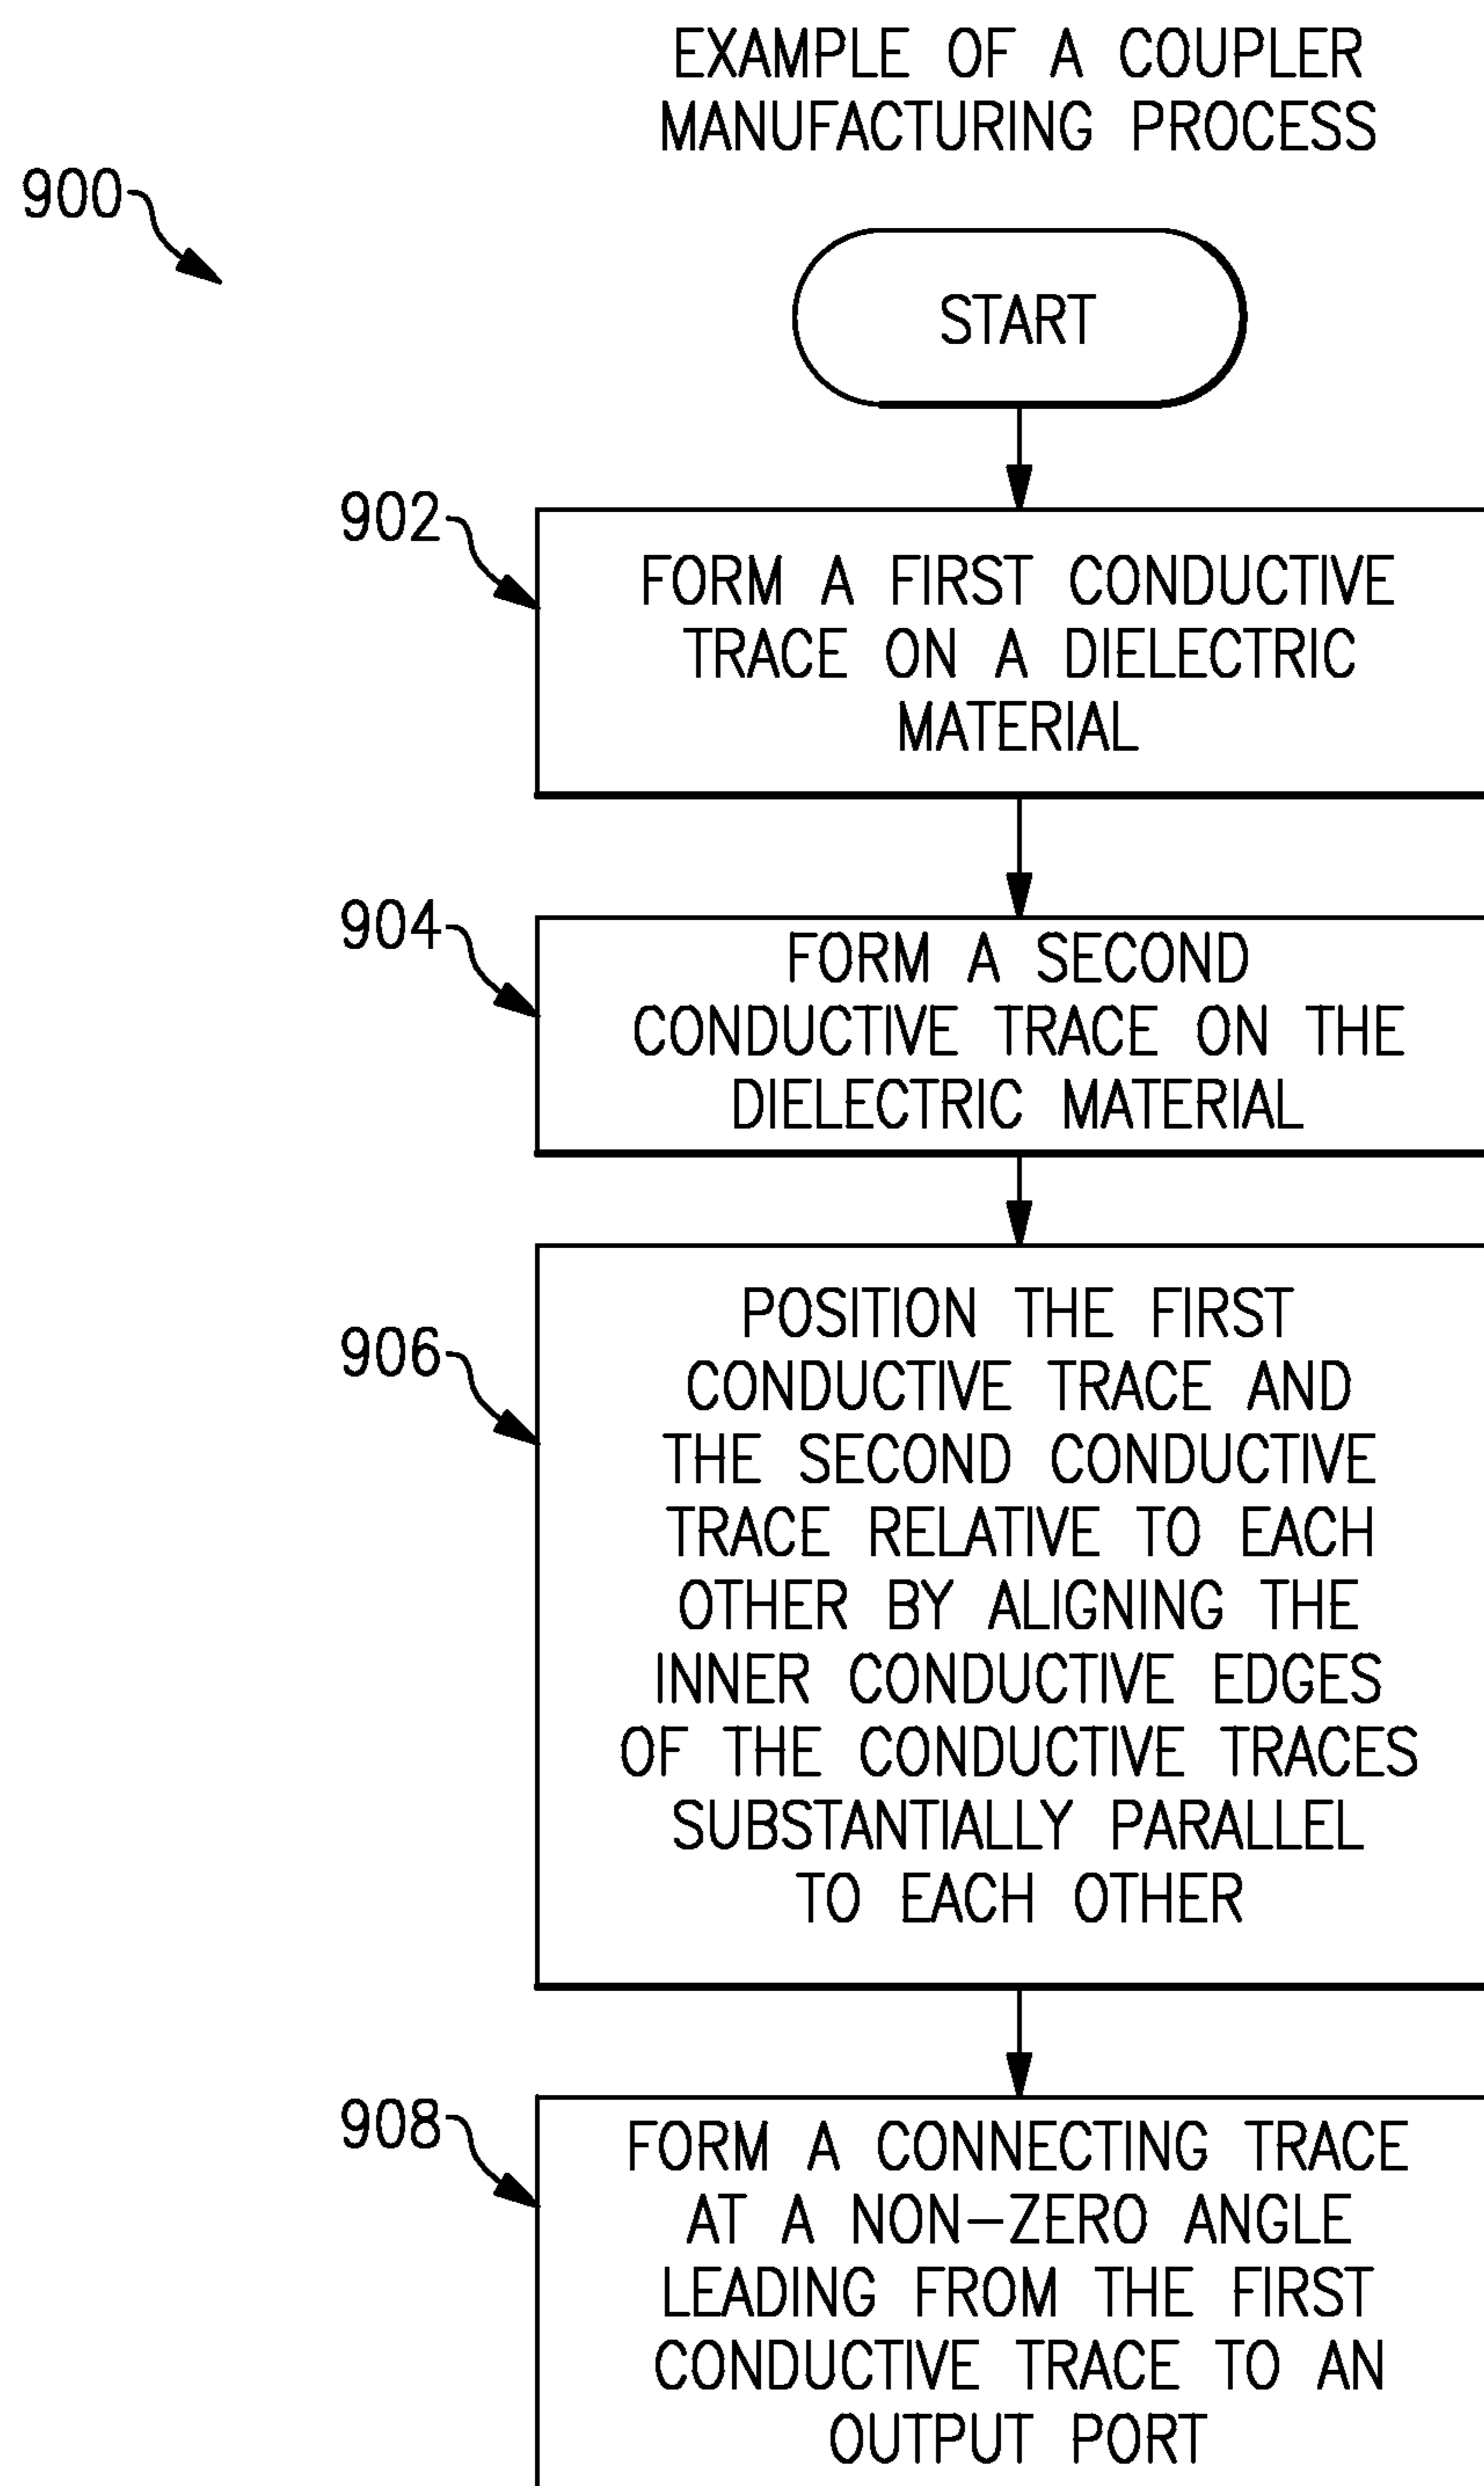 EXAMPLE OF A COUPLER
MANUFACTURING PROCESS
900
START
902
FORM A FIRST CONDUCTIVE
TRACE ON A DIELECTRIC
MATERIAL
904
FORM A SECOND
CONDUCTIVE TRACE ON THE
DIELECTRIC MATERIAL
906
POSITION THE FIRST
CONDUCTIVE TRACE AND
THE SECOND CONDUCTIVE
TRACE RELATIVE TO EACH
OTHER BY ALIGNING THE
INNER CONDUCTIVE EDGES
OF THE CONDUCTIVE TRACES
SUBSTANTIALLY PARALLEL
TO EACH OTHER
908
FORM A CONNECTING TRACE
AT A NON-ZERO ANGLE
LEADING FROM THE FIRST
CONDUCTIVE TRACE TO AN
OUTPUT PORT